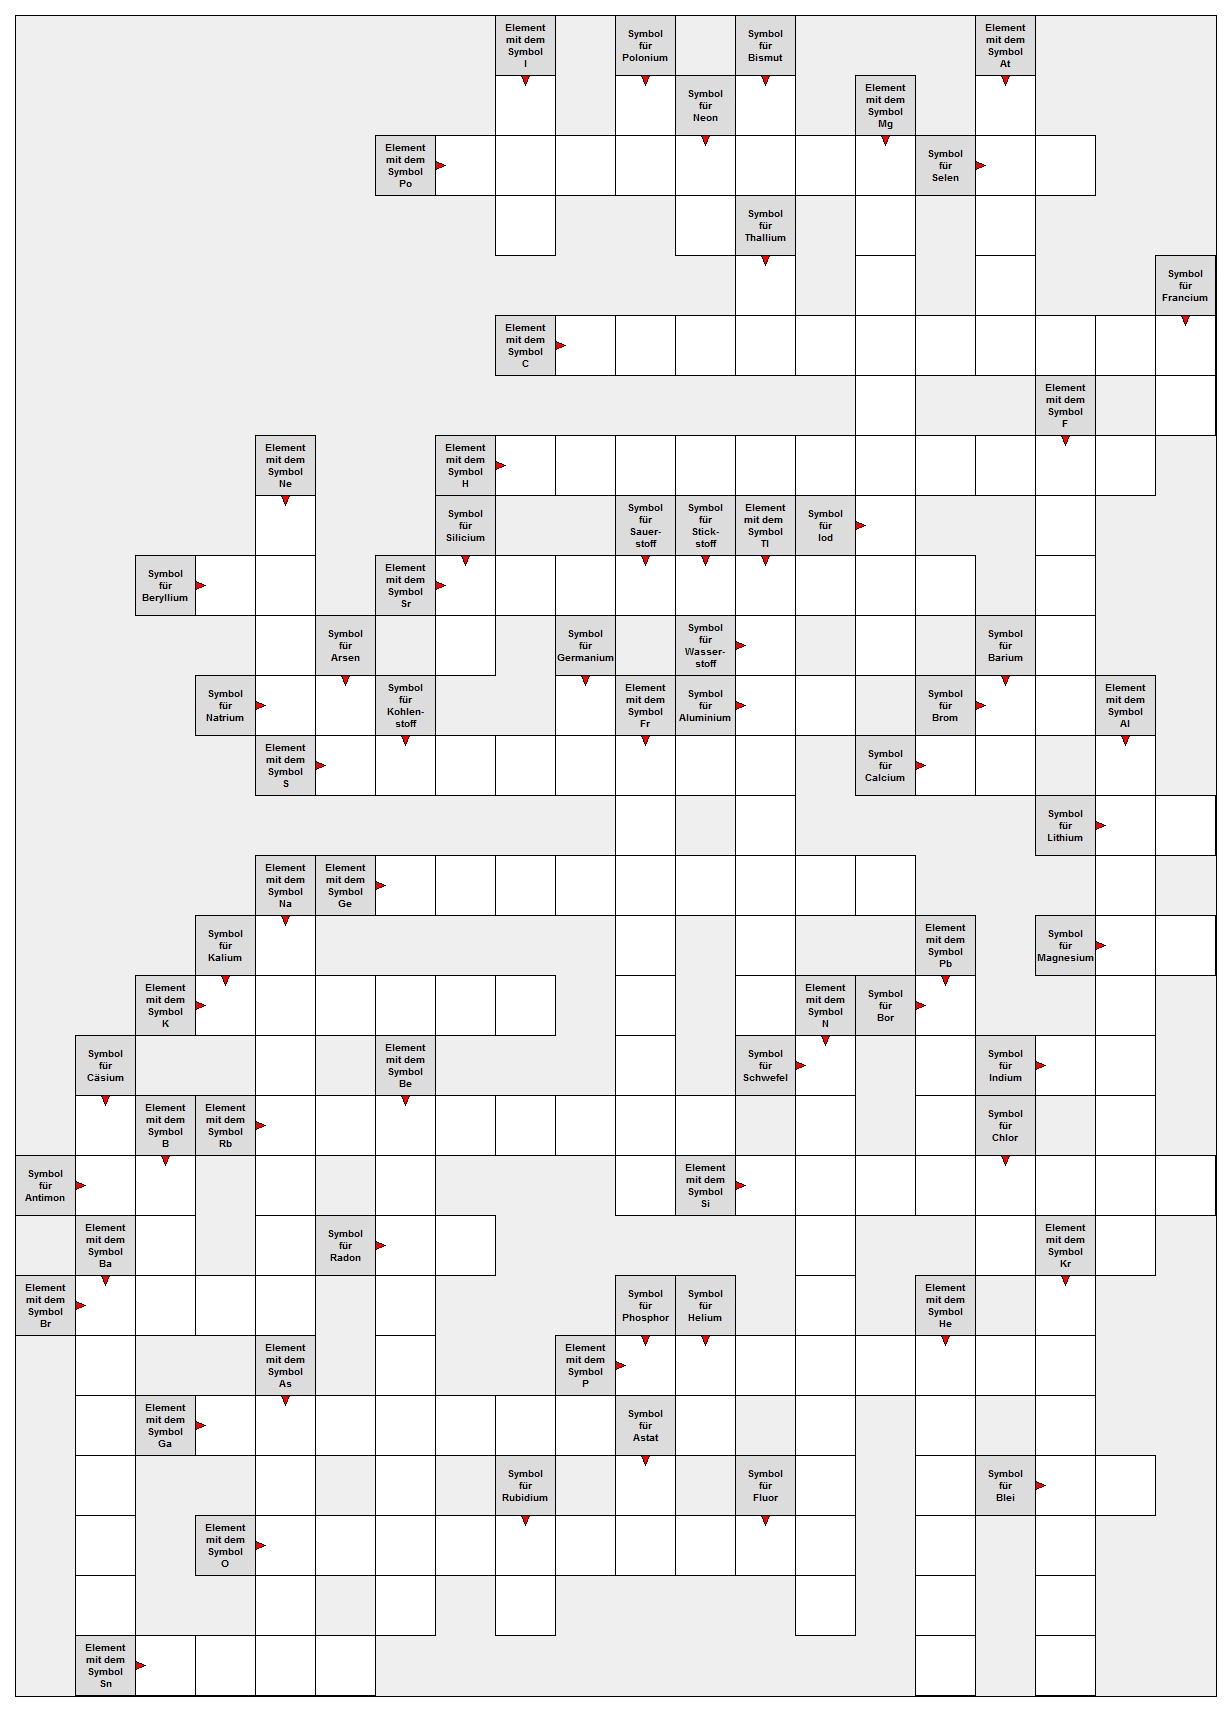 Element
mit dem
Symbol
I
Symbol
für
Polonium
Symbol
für
Bismut
Element
mit dem
Symbol
At
Symbol
für
Neon
Element
mit dem
Symbol
Mg
Element
mit dem
Symbol
Po
Symbol
für
Selen
Symbol
für
Thallium
Symbol
für
Francium
Element
mit dem
Symbol
C
Element
mit dem
Symbol
F
Element
mit dem
Symbol
Ne
Element
mit dem
Symbol
H
Symbol
für
Silicium
Symbol
für
Sauer-
stoff
Symbol
für
Stick-
stoff
Element
mit dem
Symbol
Tl
Symbol
für
Iod
Symbol
für
Beryllium
Element
mit dem
Symbol
Sr
Symbol
für
Arsen
Symbol
für
Germanium
Symbol
für
Wasser-
stoff
Symbol
für
Barium
Symbol
für
Natrium
Symbol
für
Kohlen-
stoff
Element
mit dem
Symbol
Fr
Symbol
für
Aluminium
Symbol
für
Brom
Element
mit dem
Symbol
Al
Element
mit dem
Symbol
S
Symbol
für
Calcium
Symbol
für
Lithium
Element
mit dem
Symbol
Na
Element
mit dem
Symbol
Ge
Symbol
für
Kalium
Element
mit dem
Symbol
Pb
Symbol
für
Magnesium
Element
mit dem
Symbol
K
Element
mit dem
Symbol
N
Symbol
für
Bor
Symbol
für
Cäsium
Element
mit dem
Symbol
Be
Symbol
für
Schwefel
Symbol
für
Indium
Element
mit dem
Symbol
B
Element
mit dem
Symbol
Rb
Symbol
für
Chlor
Symbol
für
Antimon
Element
mit dem
Symbol
Si
Element
mit dem
Symbol
Ba
Symbol
für
Radon
Element
mit dem
Symbol
Kr
Element
mit dem
Symbol
Br
Symbol
für
Phosphor
Symbol
für
Helium
Element
mit dem
Symbol
He
Element
mit dem
Symbol
As
Element
mit dem
Symbol
P
Element
mit dem
Symbol
Ga
Symbol
für
Astat
Symbol
für
Rubidium
Symbol
für
Fluor
Symbol
für
Blei
Element
mit dem
Symbol
O
Element
mit dem
Symbol
Sn